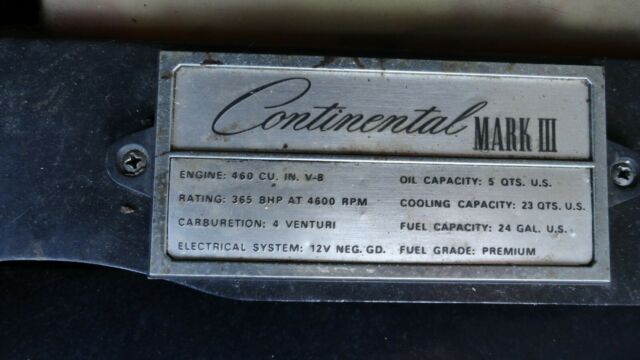 Continental MARK III
ENGINE: 460 CU. IN. V-8
RATING: 365 BHP AT 4600 RPM
CARBURETION: 4 VENTURI
ELECTRICAL SYSTEM: 12V NEG. GD.
OIL CAPACITY: 5 QTS. U.S.
COOLING CAPACITY: 23 QTS. U.S.
FUEL CAPACITY: 24 GAL. U.S.
FUEL GRADE: PREMIUM